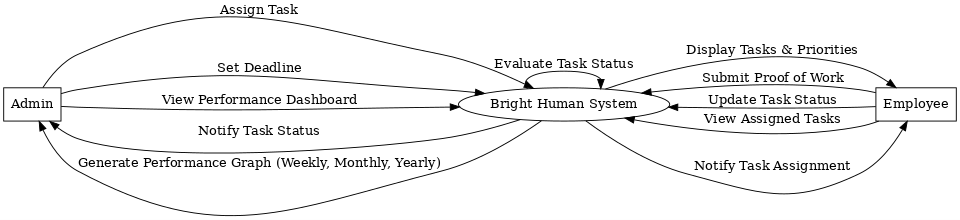 Assign Task
Evaluate Task Status
Display Tasks & Priorities
Set Deadline
Submit Proof of Work
Admin
View Performance Dashboard
Bright Human System
Update Task Status
Employee
View Assigned Tasks
Notify Task Status
Generate Performance Graph (Weekly, Monthly, Yearly)
Notify Task Assignment